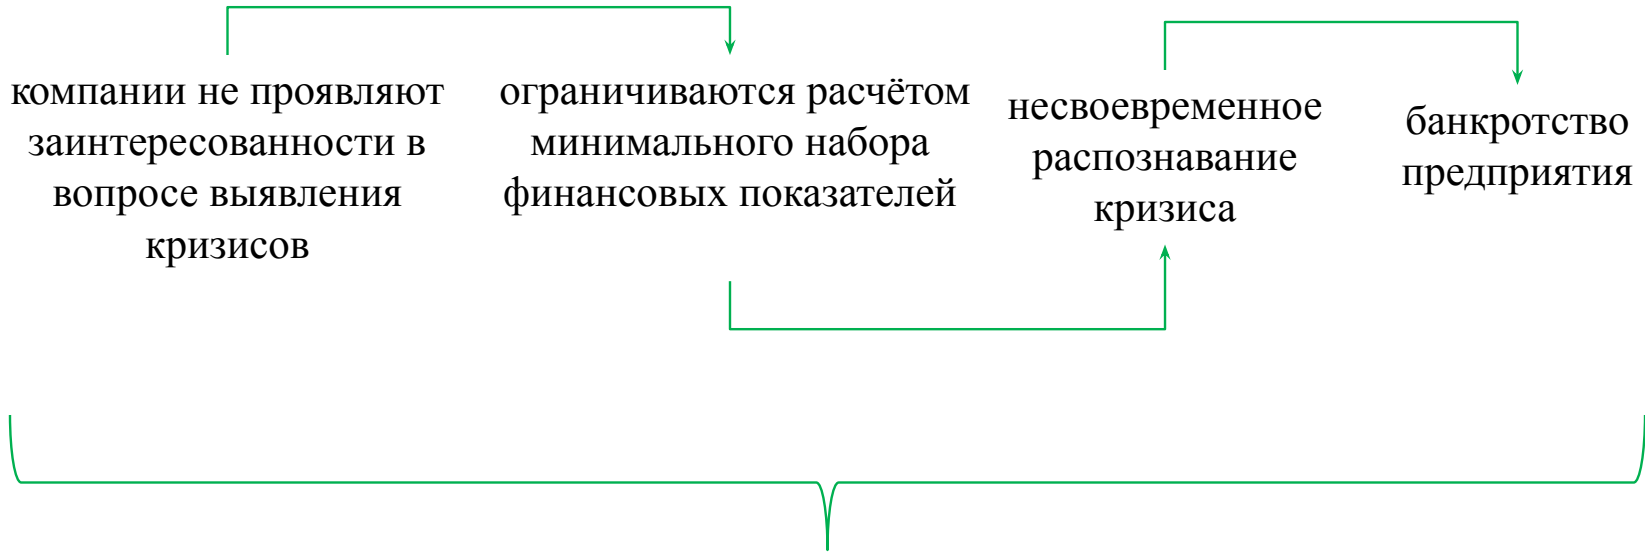 компании не проявляют
заинтересованности в
вопросе выявления
кризисов
ограничиваются расчётом
минимального набора
финансовых показателей
несвоевременное
распознавание
кризиса
банкротство
предприятия